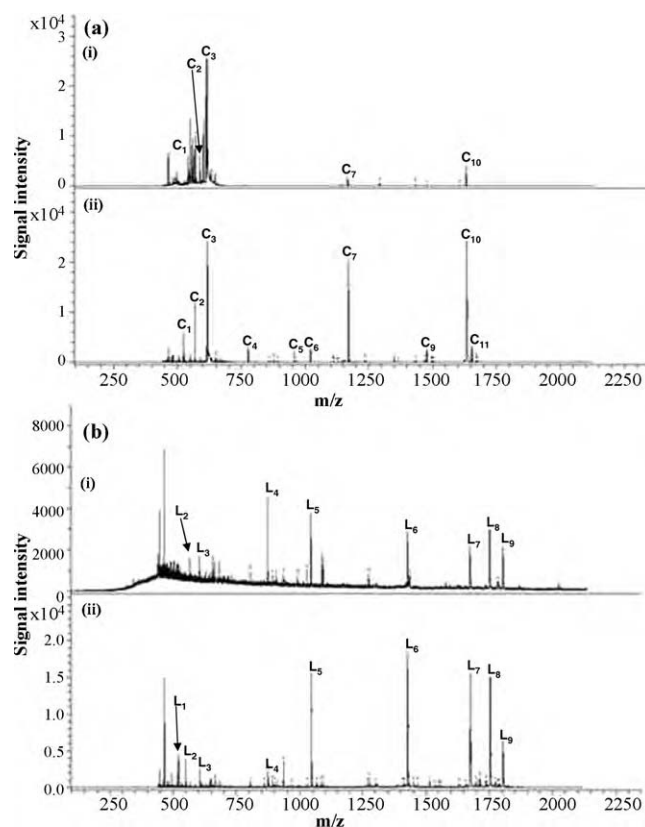 (a)
x10⁴
(i)
3
2
1
0
C₁
C₂
C₃
C₇
C₁₀
Signal intensity
x10⁴
(ii)
2
1
0
C₁
C₂
C₃
C₄
C₅
C₆
C₇
C₉
C₁₀
C₁₁
250 500 750 1000 1250 1500 1750 2000 2250
m/z
(b)
8000
(i)
6000
4000
2000
0
L₂
L₃
L₄
L₅
L₆
L₇
L₈
L₉
Signal intensity
x10⁴
(ii)
2.0
1.5
1.0
0.5
0.0
L₁
L₂
L₃
L₄
L₅
L₆
L₇
L₈
L₉
250 500 750 1000 1250 1500 1750 2000 2250
m/z